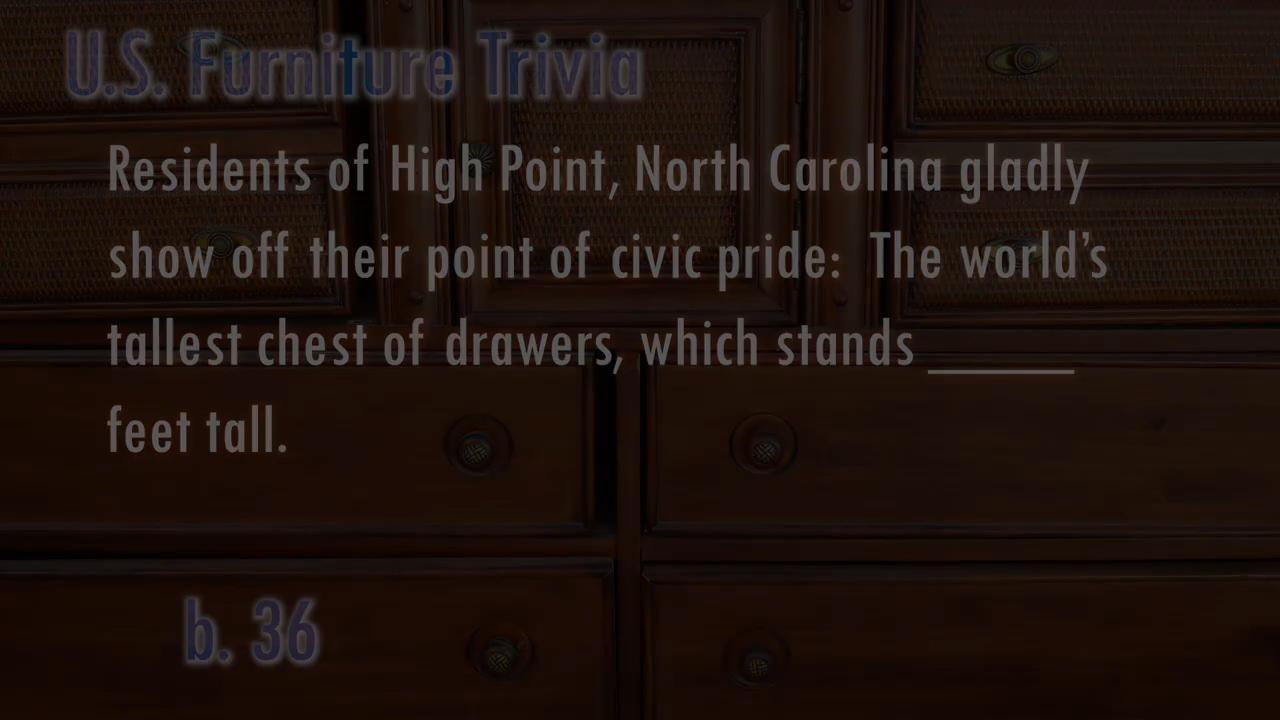 U.S. Furniture Trivia
Residents of High Point, North Carolina gladly
show off their point of civic pride: The world’s
tallest chest of drawers, which stands ______
feet tall.
b. 36